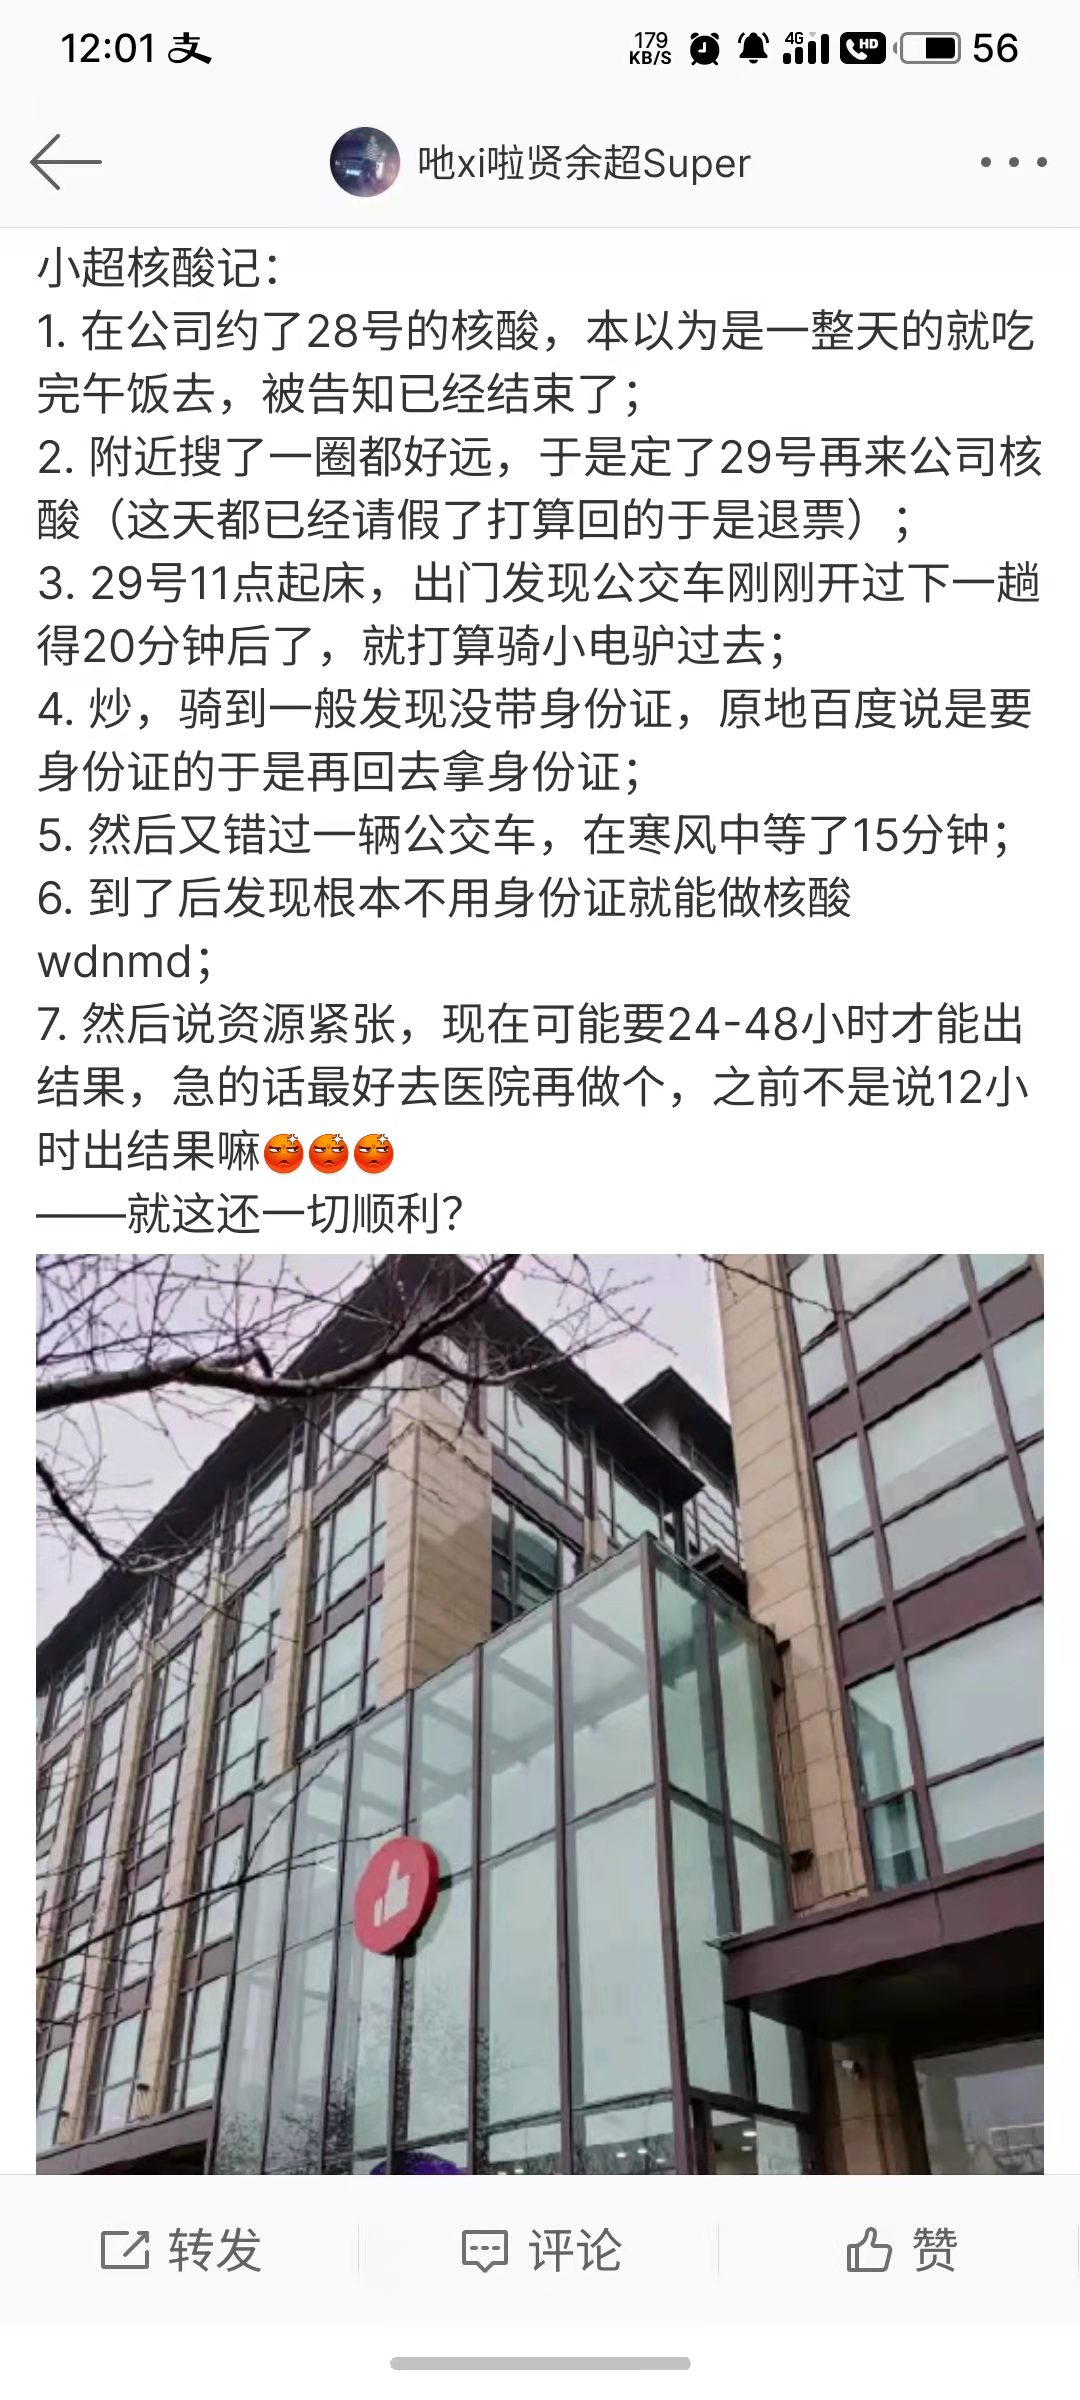 12:01 支
179
KB/S
4G
HD
56
吔xi啦贤余超Super
小超核酸记：
1. 在公司约了28号的核酸，本以为是一整天的就吃
完午饭去，被告知已经结束了；
2. 附近搜了一圈都好远，于是定了29号再来公司核
酸（这天都已经请假了打算回的于是退票）；
3. 29号11点起床，出门发现公交车刚刚开过下一趟
得20分钟后了，就打算骑小电驴过去；
4. 炒，骑到一般发现没带身份证，原地百度说是要
身份证的于是再回去拿身份证；
5. 然后又错过一辆公交车，在寒风中等了15分钟；
6. 到了后发现根本不用身份证就能做核酸
wdnmd；
7. 然后说资源紧张，现在可能要24-48小时才能出
结果，急的话最好去医院再做个，之前不是说12小
时出结果嘛😡😡😡
——就这还一切顺利？
转发
评论
赞